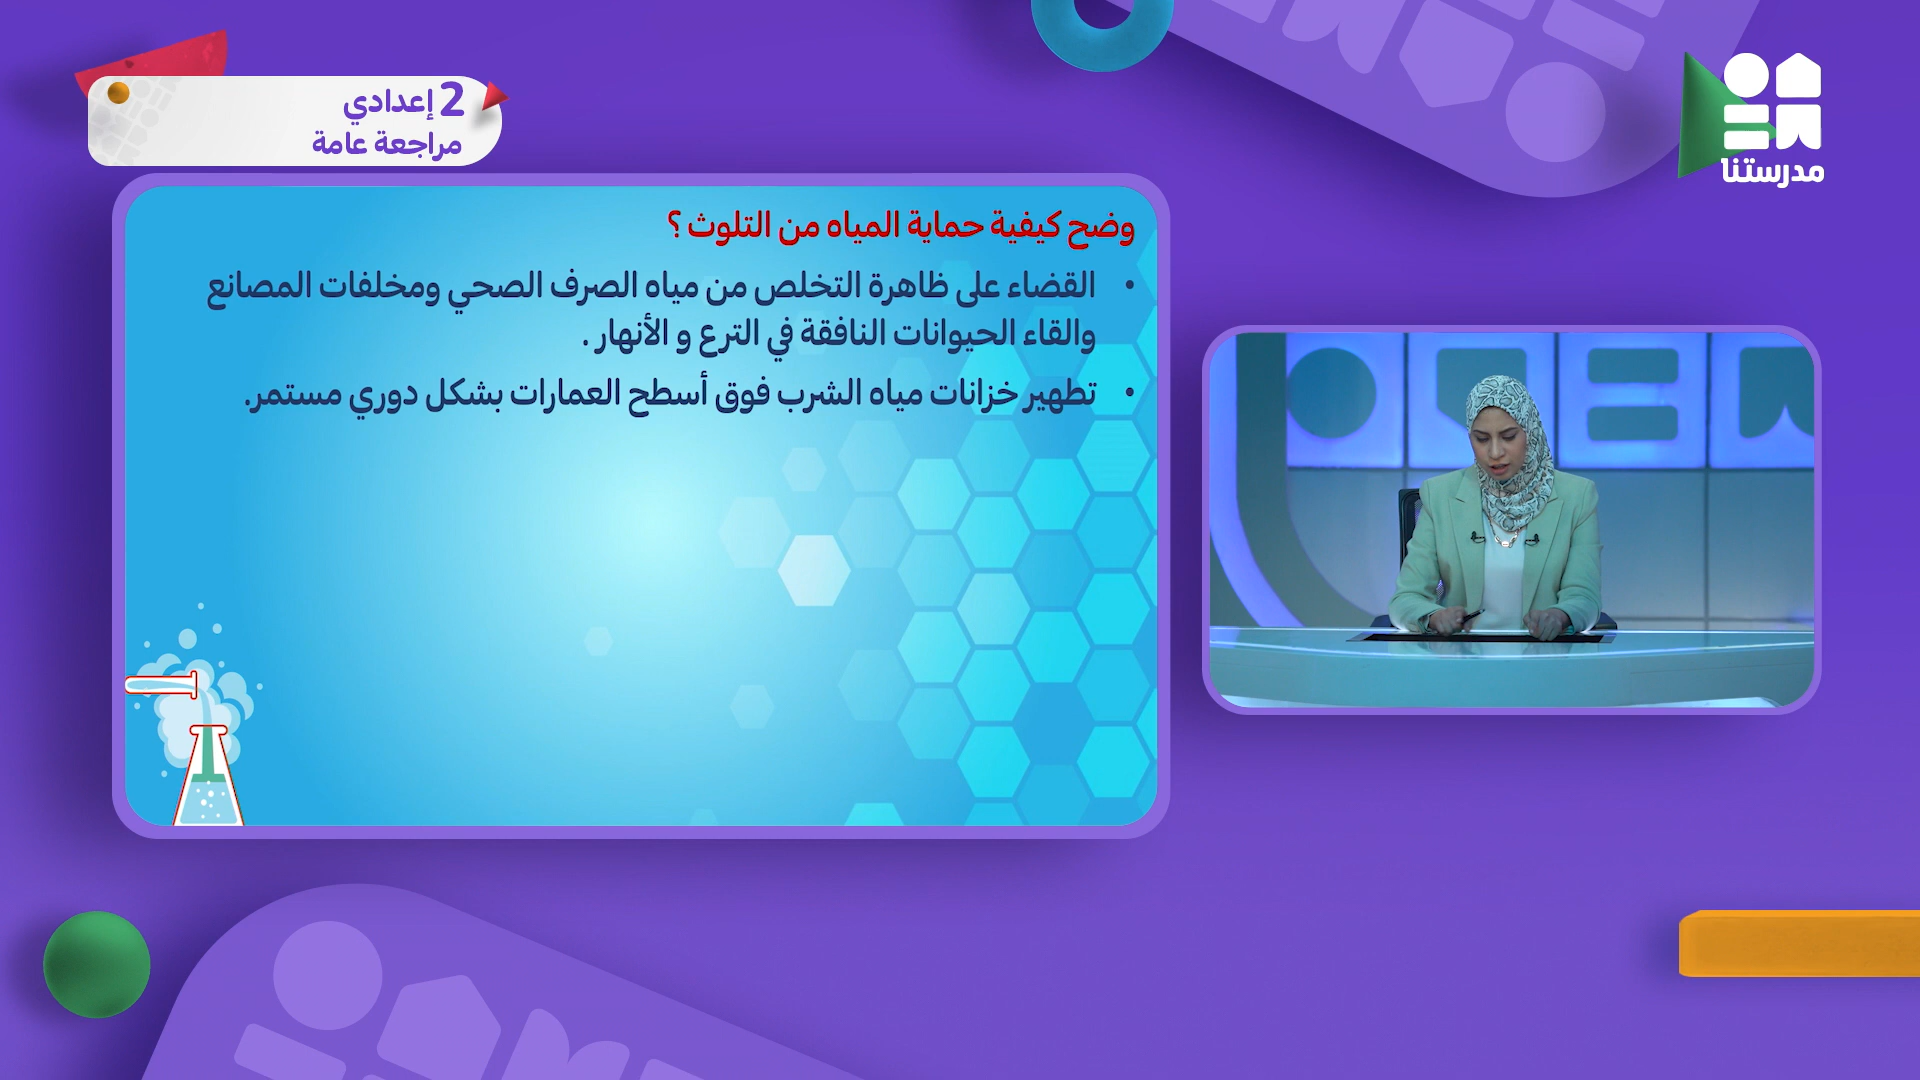 2 إعدادي
مراجعة عامة
مدرستنا
وضح كيفية حماية المياه من التلوث ؟
• القضاء على ظاهرة التخلص من مياه الصرف الصحي ومخلفات المصانع
والقاء الحيوانات النافقة في الترع و الأنهار .
• تطهير خزانات مياه الشرب فوق أسطح العمارات بشكل دوري مستمر.